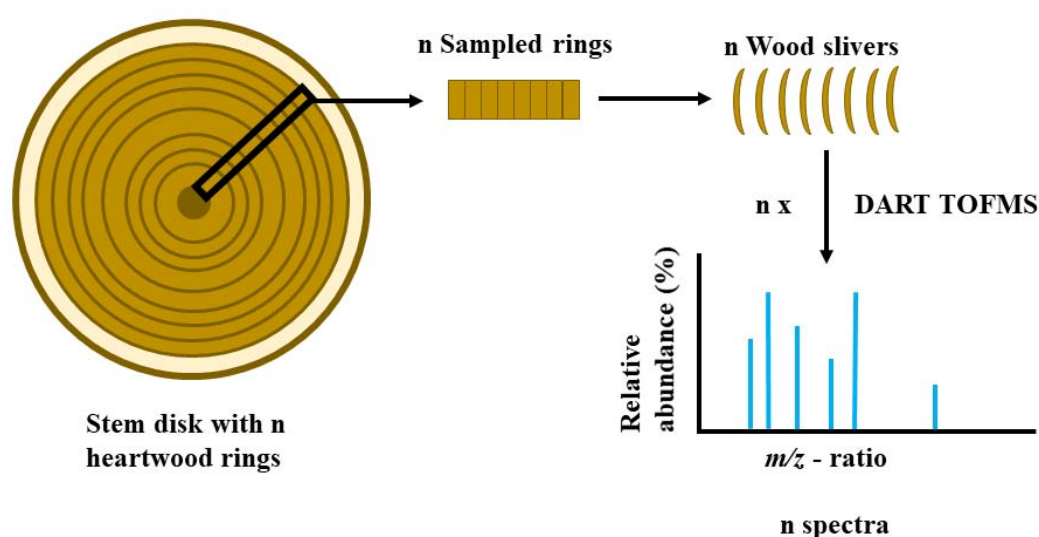 n Sampled rings
n Wood slivers
n x
DART TOFMS
Relative
abundance (%)
m/z - ratio
Stem disk with n
heartwood rings
n spectra